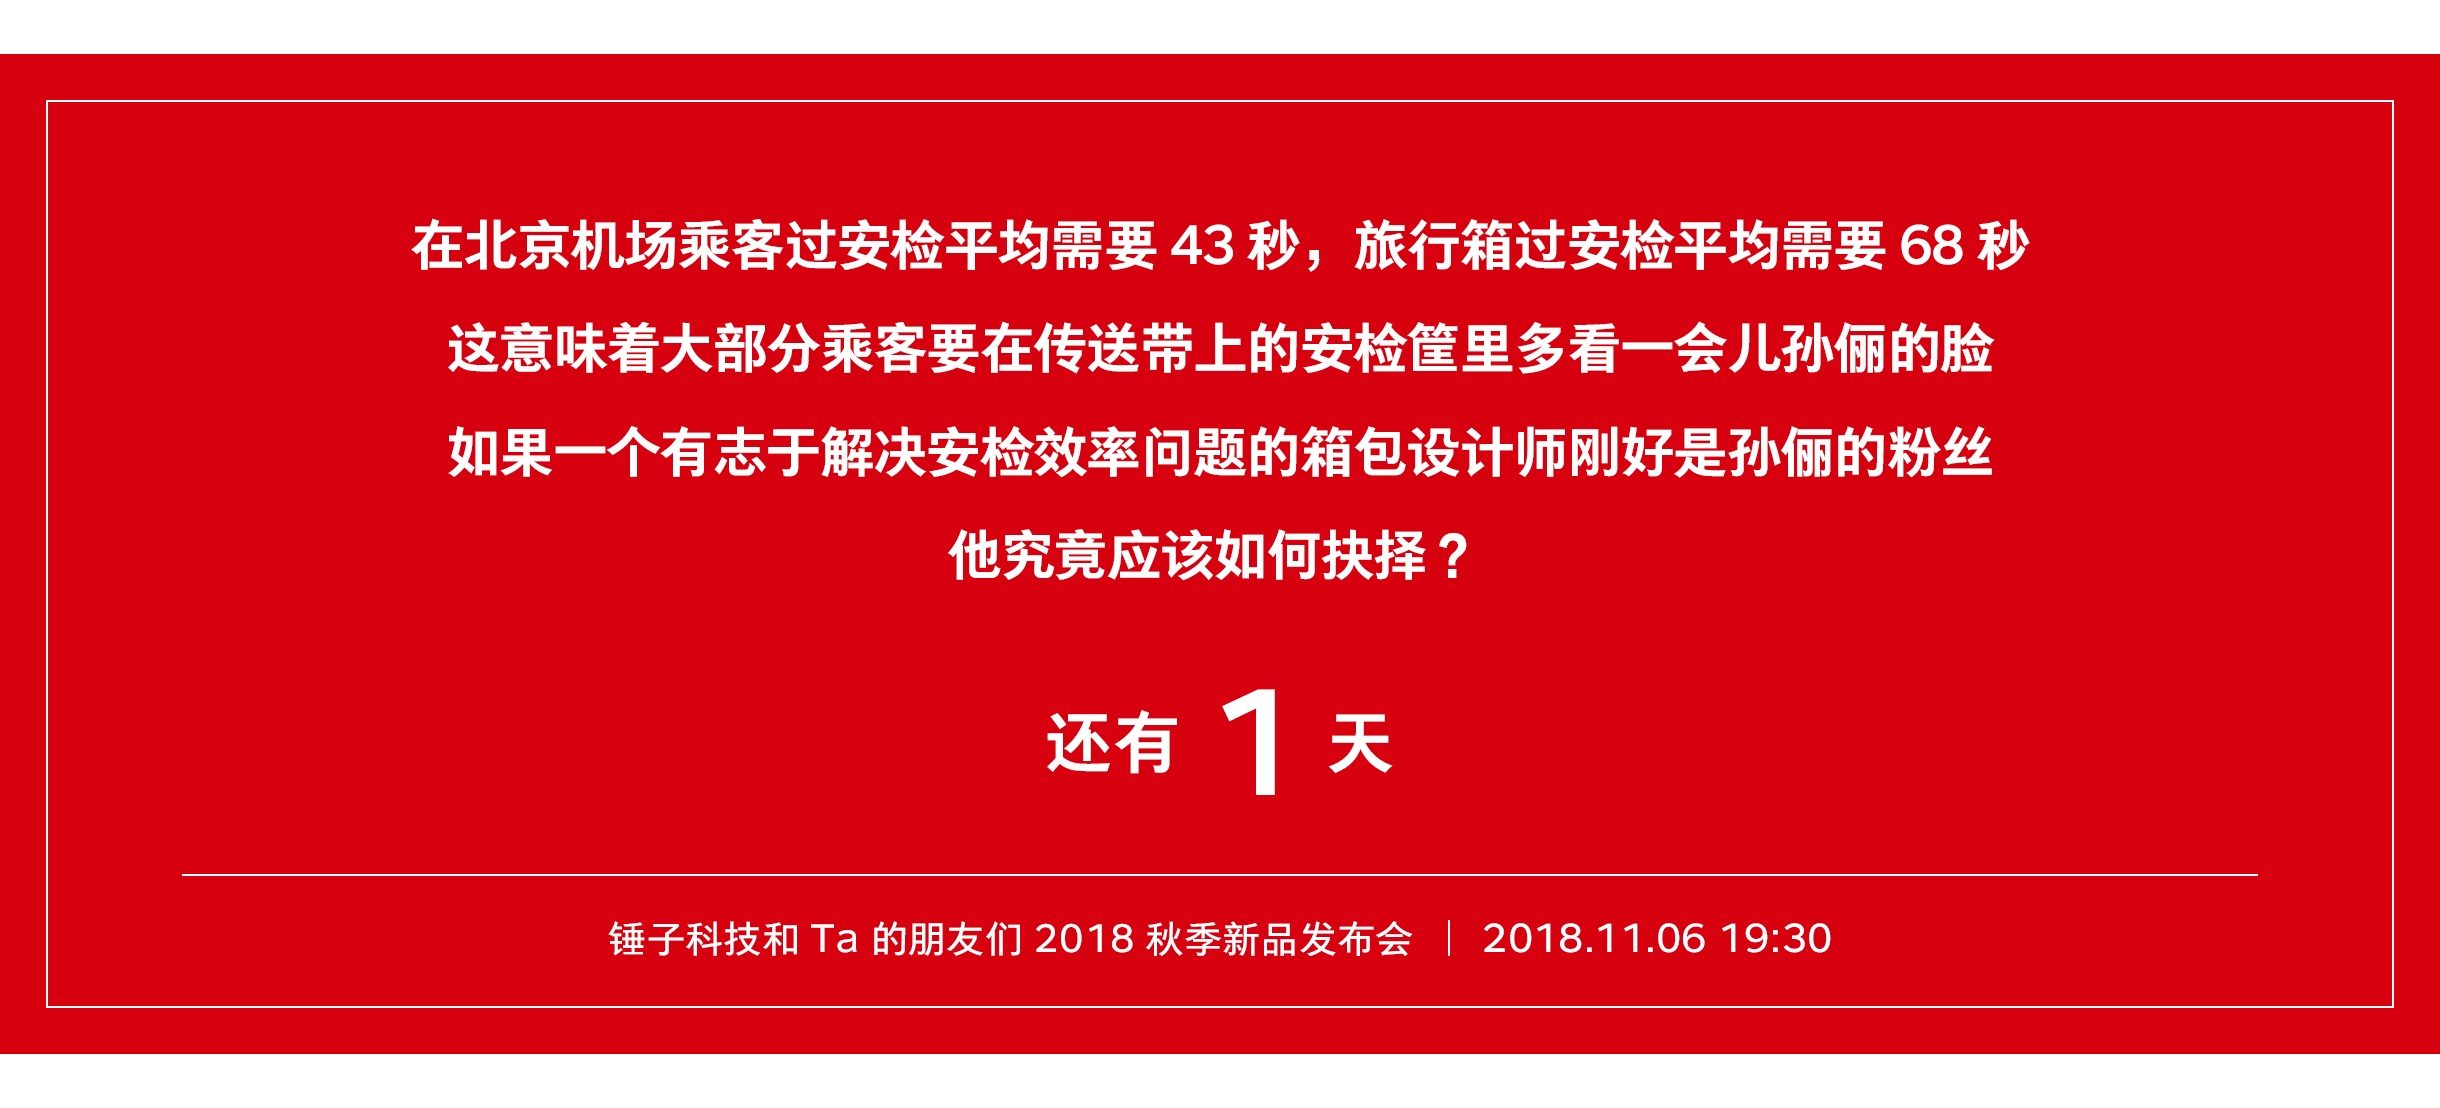 在北京机场乘客过安检平均需要 43 秒，旅行箱过安检平均需要 68 秒
这意味着大部分乘客要在传送带上的安检筐里多看一会儿孙俪的脸
如果一个有志于解决安检效率问题的箱包设计师刚好是孙俪的粉丝
他究竟应该如何抉择？
还有 1 天
锤子科技和 Ta 的朋友们 2018 秋季新品发布会｜2018.11.06 19:30